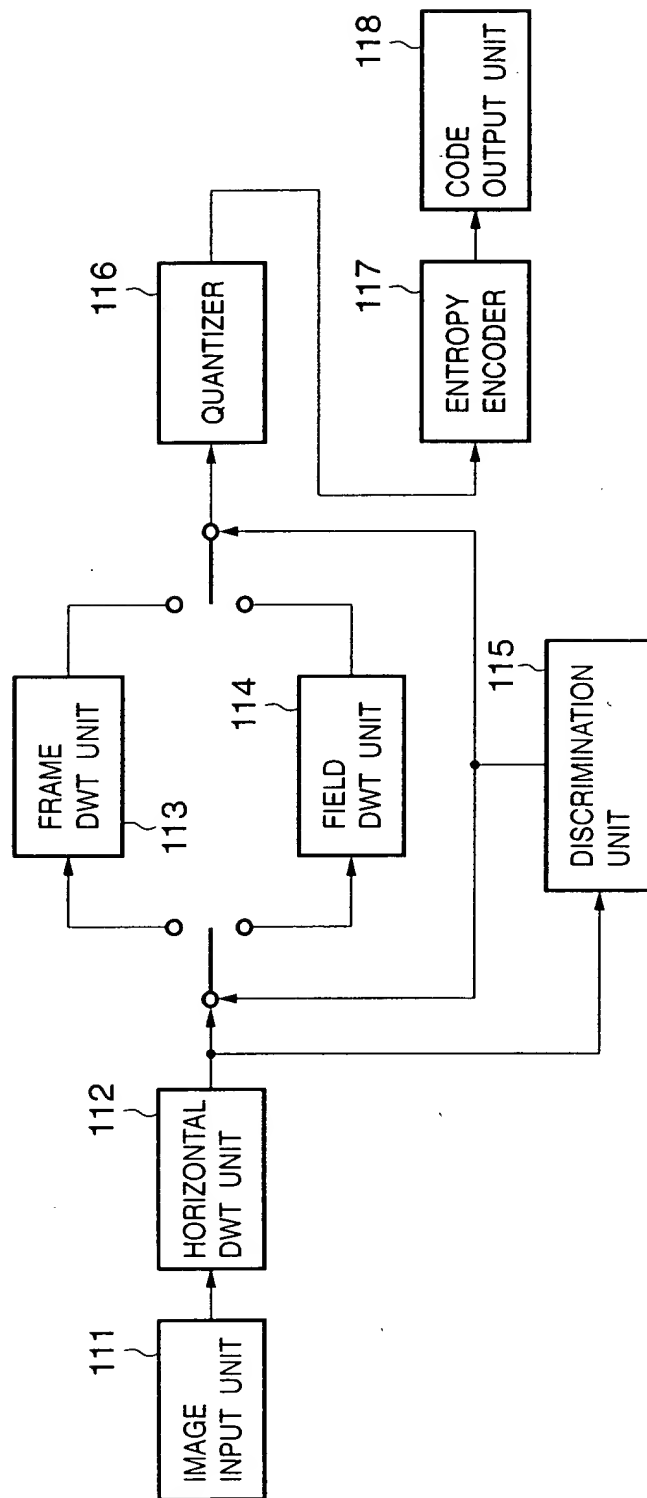 111
IMAGE
INPUT UNIT
112
HORIZONTAL
DWT UNIT
FRAME
DWT UNIT
113
114
FIELD
DWT UNIT
115
DISCRIMINATION
UNIT
116
QUANTIZER
117
ENTROPY
ENCODER
118
CODE
OUTPUT UNIT